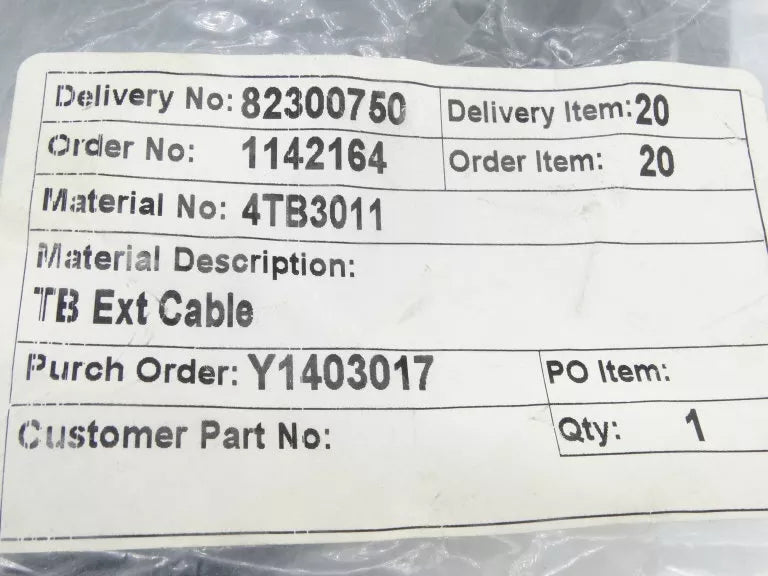 Delivery No: 82300750 Delivery Item: 20
Order No: 1142164 Order Item: 20
Material No: 4TB3011
Material Description:
TB Ext Cable
Purch Order: Y1403017 PO Item:
Customer Part No: Qty: 1